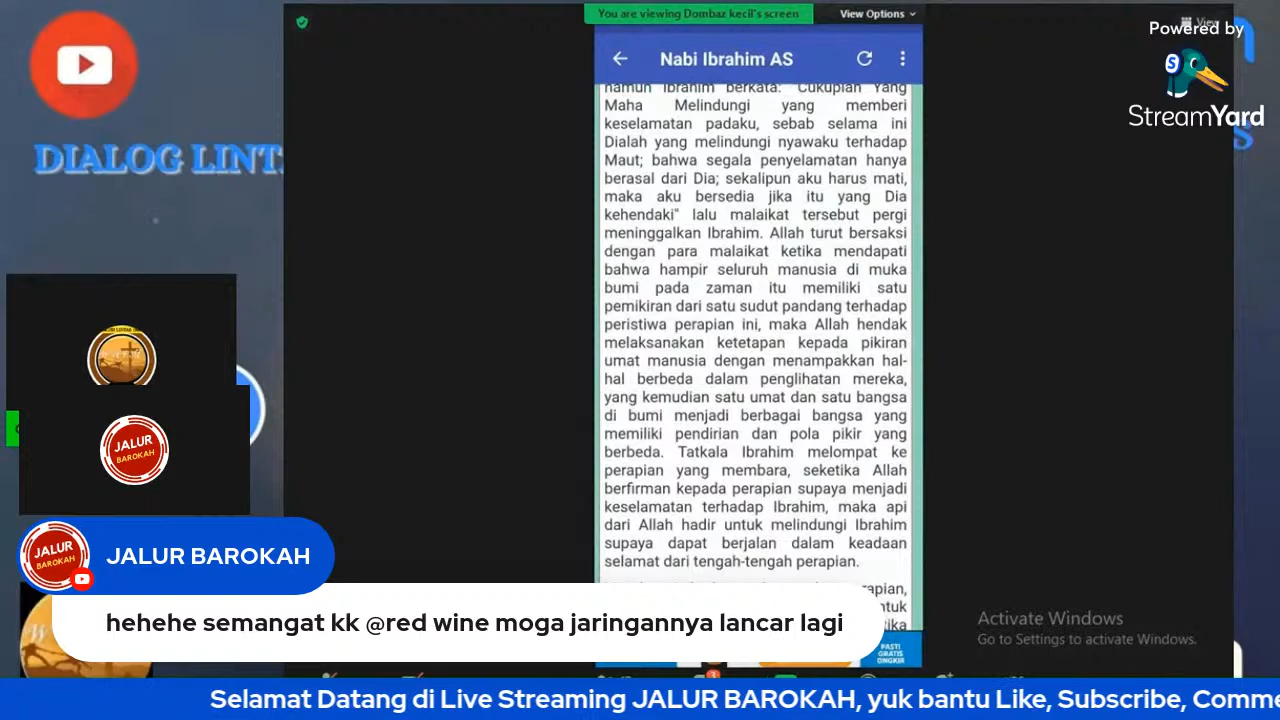 You are viewing Dombaz kecil's screen
View Options
View
Powered by
StreamYard
DIALOG LINT
Nabi Ibrahim AS
namun Ibrahim berkata: "Cukuplah Yang
Maha Melindungi yang memberi
keselamatan padaku, sebab selama ini
Dialah yang melindungi nyawaku terhadap
Maut; bahwa segala penyelamatan hanya
berasal dari Dia; sekalipun aku harus mati,
maka aku bersedia jika itu yang Dia
kehendaki" lalu malaikat tersebut pergi
meninggalkan Ibrahim. Allah turut bersaksi
dengan para malaikat ketika mendapati
bahwa hampir seluruh manusia di muka
bumi pada zaman itu memiliki satu
pemikiran dari satu sudut pandang terhadap
peristiwa perapian ini, maka Allah hendak
melaksanakan ketetapan kepada pikiran
umat manusia dengan menampakkan hal-
hal berbeda dalam penglihatan mereka,
yang kemudian satu umat dan satu bangsa
di bumi menjadi berbagai bangsa yang
memiliki pendirian dan pola pikir yang
berbeda. Tatkala Ibrahim melompat ke
perapian yang membara, seketika Allah
berfirman kepada perapian supaya menjadi
keselamatan terhadap Ibrahim, maka api
dari Allah hadir untuk melindungi Ibrahim
supaya dapat berjalan dalam keadaan
selamat dari tengah-tengah perapian.
JALUR
BAROKAH
JALUR
BAROKAH
JALUR BAROKAH
hehehe semangat kk @red wine moga jaringannya lancar lagi
Activate Windows
Go to Settings to activate Windows.
PASTI
GRATIS
ONGKIR
Selamat Datang di Live Streaming JALUR BAROKAH, yuk bantu Like, Subscribe, Comme